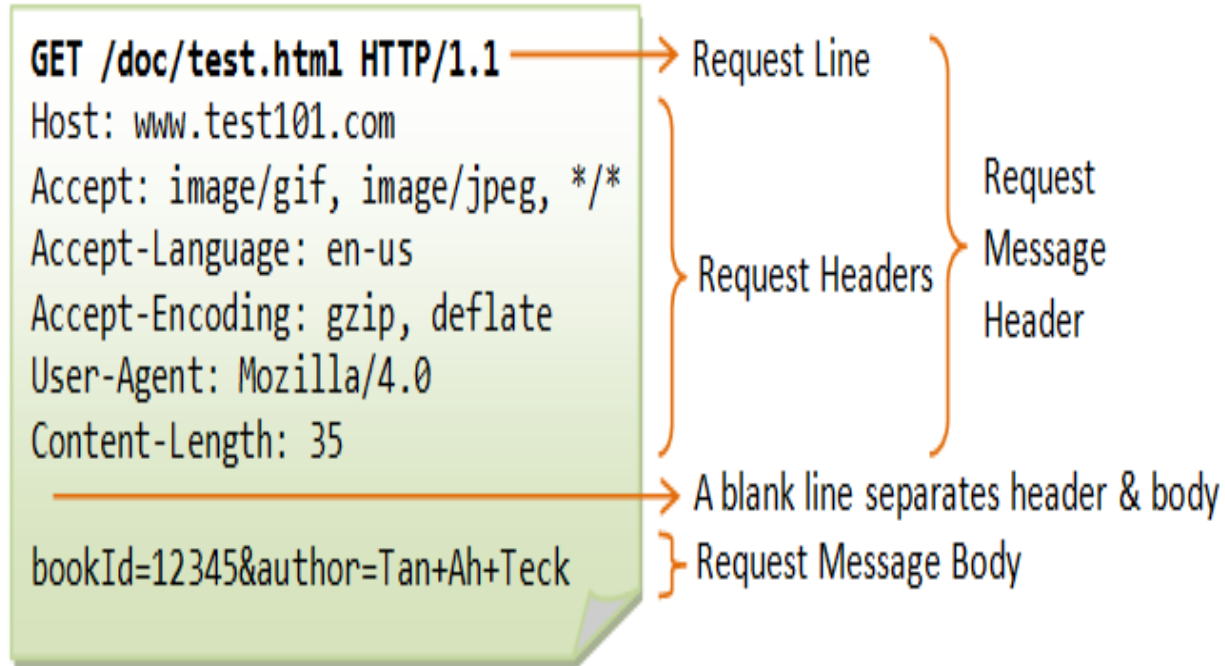 GET /doc/test.html HTTP/1.1
Request Line
Host: www.test101.com
Accept: image/gif, image/jpeg, */*
Accept-Language: en-us
Accept-Encoding: gzip, deflate
User-Agent: Mozilla/4.0
Content-Length: 35
Request Headers
Request
Message
Header
A blank line separates header & body
bookId=12345&author=Tan+Ah+Teck
Request Message Body